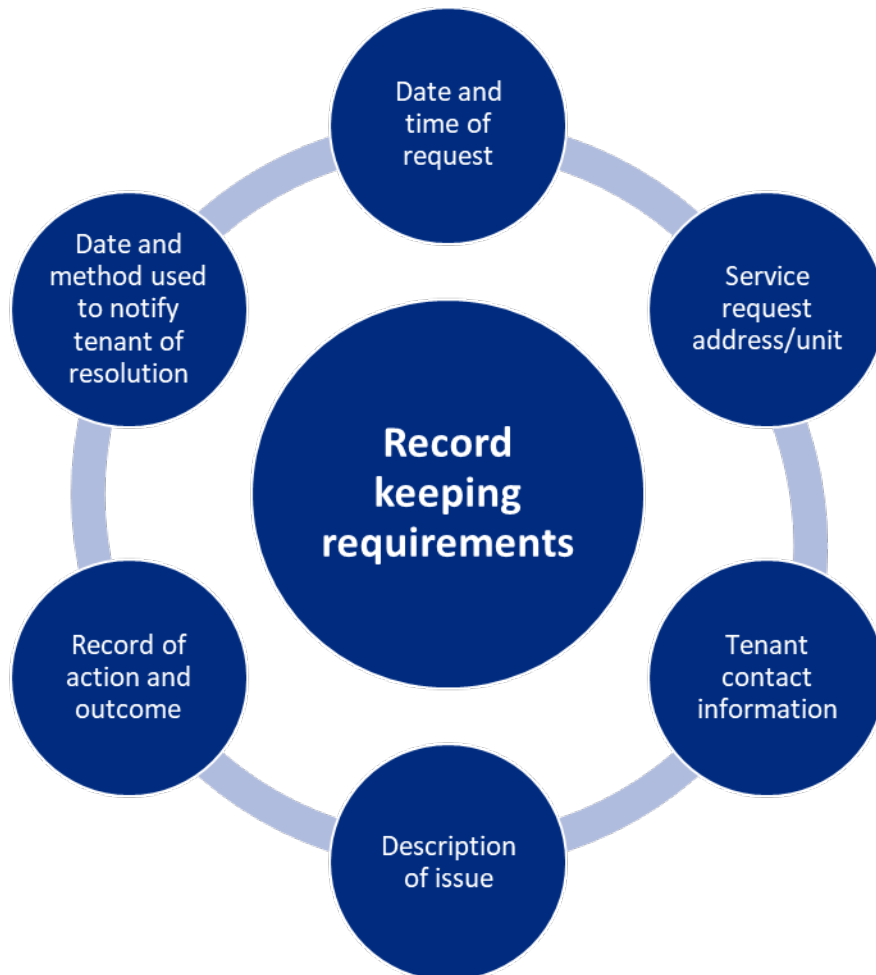 Date and
time of
request
Service
request
address/unit
Tenant
contact
information
Description
of issue
Record of
action and
outcome
Date and
method used
to notify
tenant of
resolution
Record
keeping
requirements